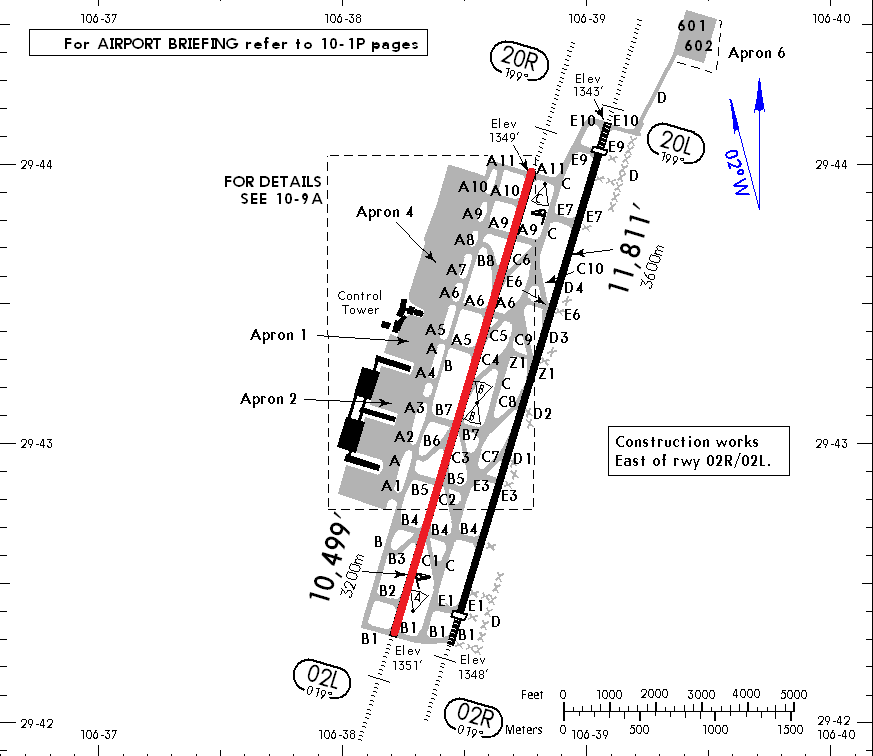 106-37
106-38
106-39
106-40
For AIRPORT BRIEFING refer to 10-1P pages
20R
199°
601
602
Apron 6
Elev
1343'
D
Elev
1349'
E10
E10
20L
199°
02°W
E9
E9
29-44
29-44
A11
A11
FOR DETAILS
SEE 10-9A
A10
A10
C
D
C
Apron 4
A9
A9
A9
E7
E7
C
11,811'
3600m
A8
B8
C6
A7
C10
E6
D4
A6
A6
A6
E6
Control
Tower
Apron 1
A5
A5
C5
C9
D3
A
B
C4
Z1
Z1
A4
B
C
Apron 2
A3
B7
B
C8
D2
A2
B6
B7
29-43
29-43
Construction works
East of rwy 02R/02L.
A
C3
C7
D1
A1
B5
B5
E3
E3
C2
B4
B4
B4
10,499'
3200m
B
B3
C1
C
B2
A
E1
E1
B1
B1
B1
B1
D
Elev
1351'
Elev
1348'
02L
019°
02R
019°
Feet
0
1000
2000
3000
4000
5000
Meters
0
500
1000
1500
29-42
29-42
106-37
106-38
106-39
106-40